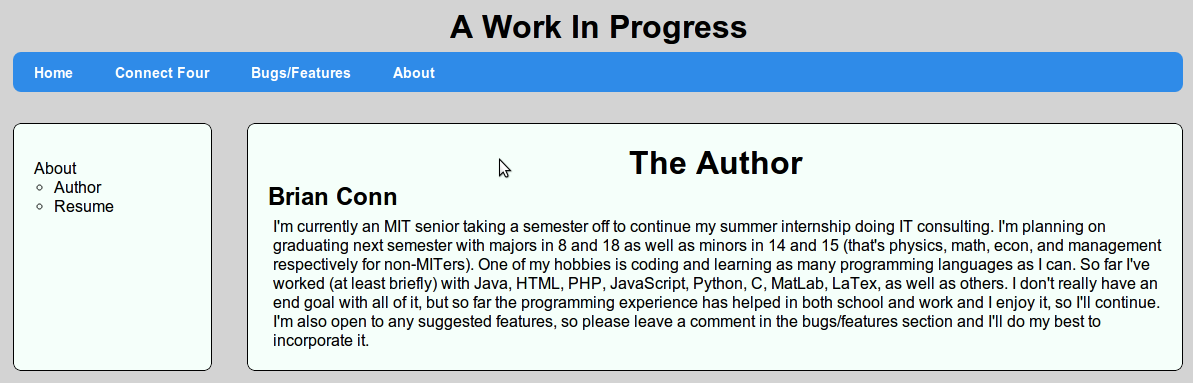 A Work In Progress
Home Connect Four Bugs/Features About
About
Author
Resume
The Author
Brian Conn
I'm currently an MIT senior taking a semester off to continue my summer internship doing IT consulting. I'm planning on
graduating next semester with majors in 8 and 18 as well as minors in 14 and 15 (that's physics, math, econ, and management
respectively for non-MITers). One of my hobbies is coding and learning as many programming languages as I can. So far I've
worked (at least briefly) with Java, HTML, PHP, JavaScript, Python, C, MatLab, LaTex, as well as others. I don't really have an
end goal with all of it, but so far the programming experience has helped in both school and work and I enjoy it, so I'll continue.
I'm also open to any suggested features, so please leave a comment in the bugs/features section and I'll do my best to
incorporate it.